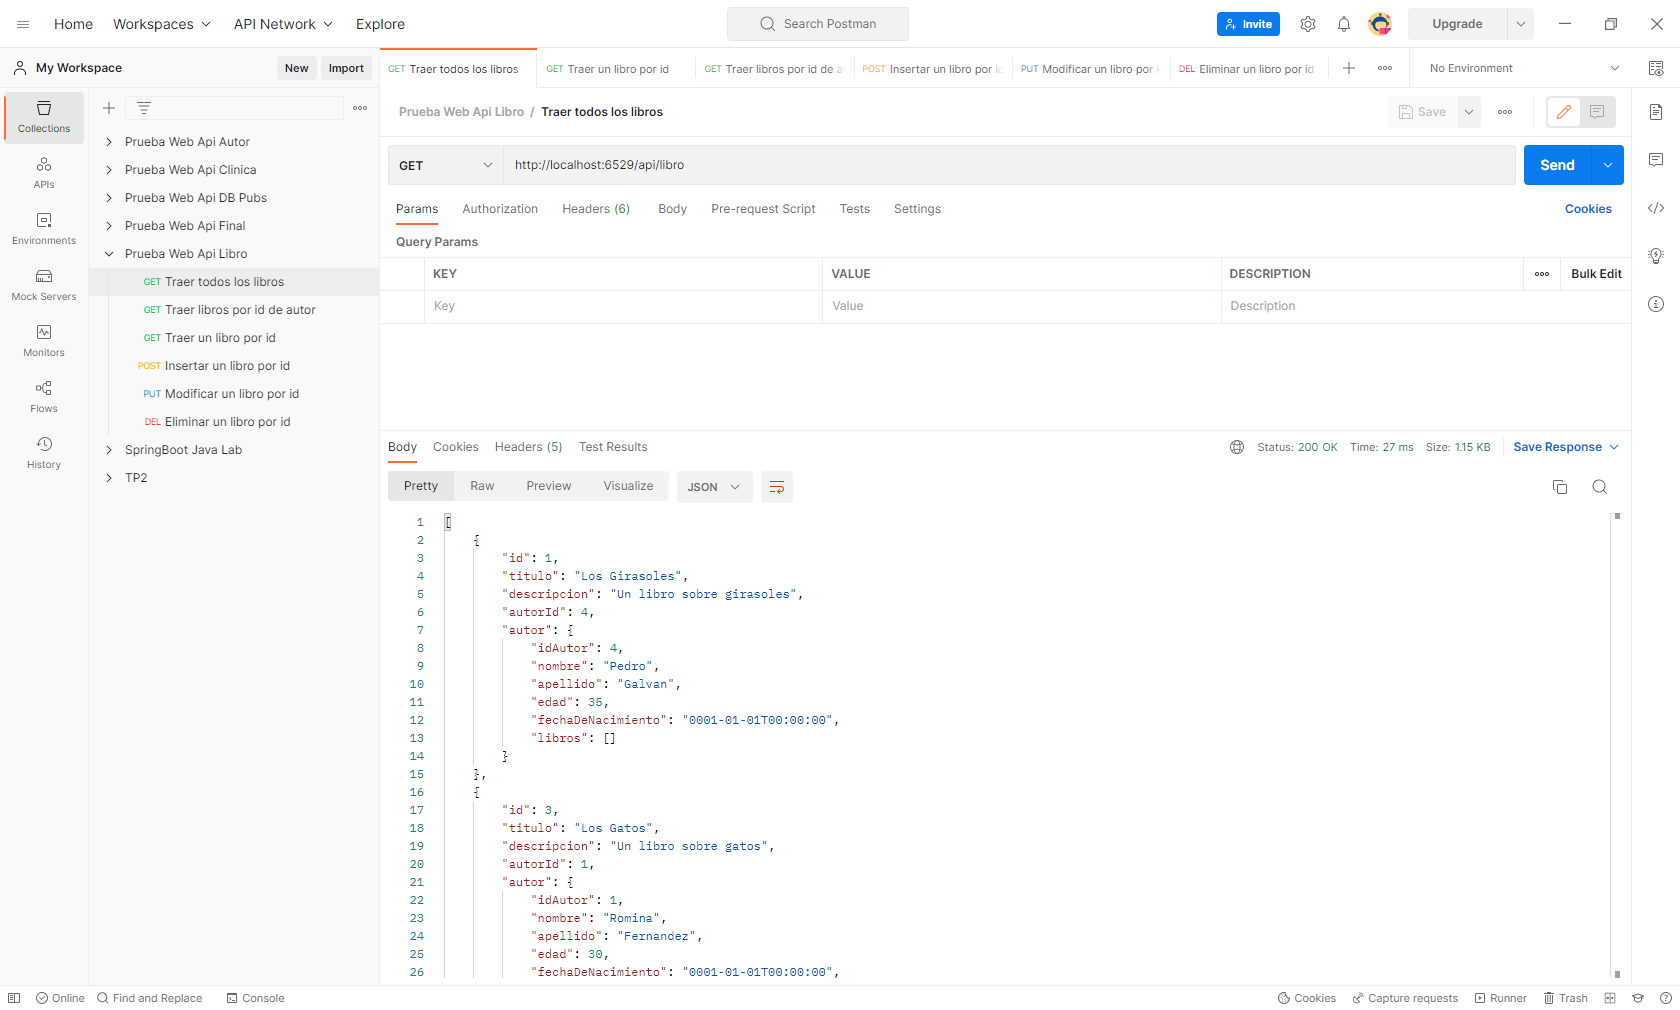 Home Workspaces API Network Explore Search Postman Invite Upgrade
My Workspace New Import
GET Traer todos los libros GET Traer un libro por id GET Traer libros por id de a POST Insertar un libro por i PUT Modificar un libro por DEL Eliminar un libro por id No Environment
Collections
APIs
Environments
Mock Servers
Monitors
Flows
History
Prueba Web Api Autor
Prueba Web Api Clinica
Prueba Web Api DB Pubs
Prueba Web Api Final
Prueba Web Api Libro
GET Traer todos los libros
GET Traer libros por id de autor
GET Traer un libro por id
POST Insertar un libro por id
PUT Modificar un libro por id
DEL Eliminar un libro por id
SpringBoot Java Lab
TP2
Prueba Web Api Libro / Traer todos los libros Save
GET http://localhost:6529/api/libro Send
Params Authorization Headers (6) Body Pre-request Script Tests Settings Cookies
Query Params
KEY VALUE DESCRIPTION Bulk Edit
Key Value Description
Body Cookies Headers (5) Test Results Status: 200 OK Time: 27 ms Size: 1.15 KB Save Response
Pretty Raw Preview Visualize JSON
1 [
2 {
3 "id": 1,
4 "titulo": "Los Girasoles",
5 "descripcion": "Un libro sobre girasoles",
6 "autorId": 4,
7 "autor": {
8 "idAutor": 4,
9 "nombre": "Pedro",
10 "apellido": "Galvan",
11 "edad": 35,
12 "fechaDeNacimiento": "0001-01-01T00:00:00",
13 "libros": []
14 }
15 },
16 {
17 "id": 3,
18 "titulo": "Los Gatos",
19 "descripcion": "Un libro sobre gatos",
20 "autorId": 1,
21 "autor": {
22 "idAutor": 1,
23 "nombre": "Romina",
24 "apellido": "Fernandez",
25 "edad": 30,
26 "fechaDeNacimiento": "0001-01-01T00:00:00",
Online Find and Replace Console Cookies Capture requests Runner Trash